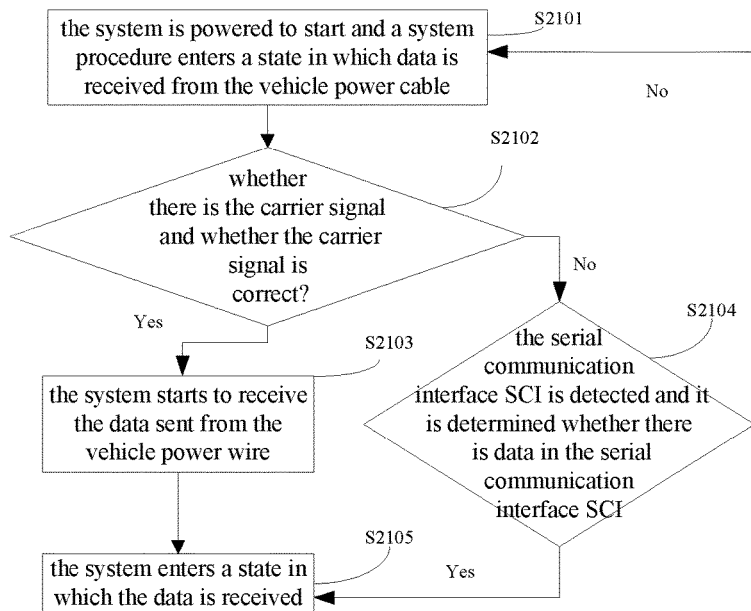 the system is powered to start and a system
procedure enters a state in which data is
received from the vehicle power cable
S2101
No
S2102
whether
there is the carrier signal
and whether the carrier
signal is
correct?
No
Yes
S2104
S2103
the serial
communication
interface SCI is detected and it
is determined whether there
is data in the serial
communication
interface SCI
the system starts to receive
the data sent from the
vehicle power wire
S2105
Yes
the system enters a state in
which the data is received